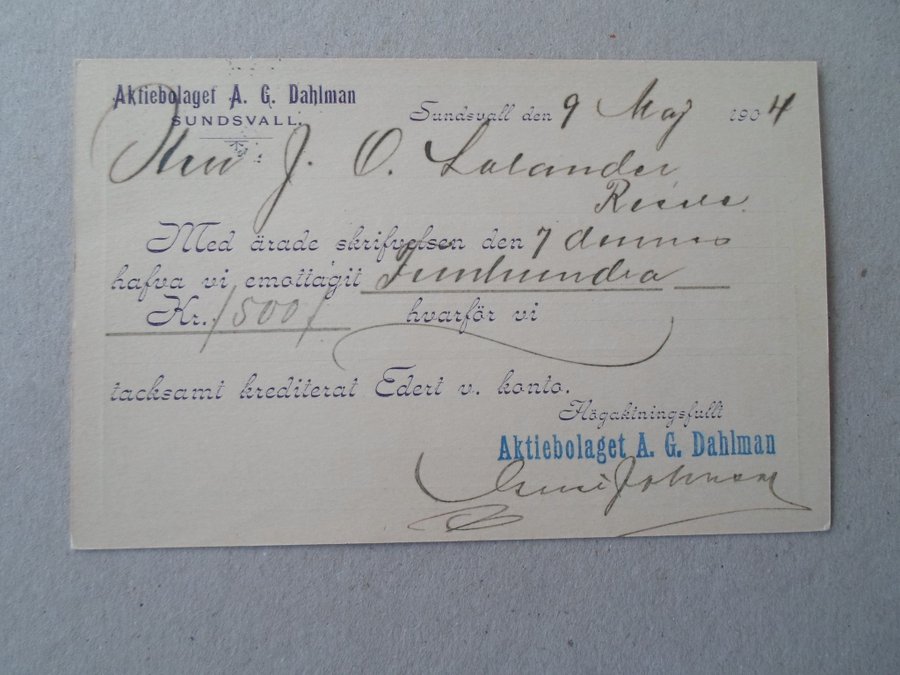 Aktiebolaget A. G. Dahlman
SUNDSVALL.
Sundsvall den 9 Maj 1904
Herr J. O. Solander
Med ärade skrifvelsen den 7 dennes
hafva vi emottagit Femhundra
Kr. /500/ hvarför vi
tacksamt krediterat Edert v. konto.
Högaktningsfullt
Aktiebolaget A. G. Dahlman